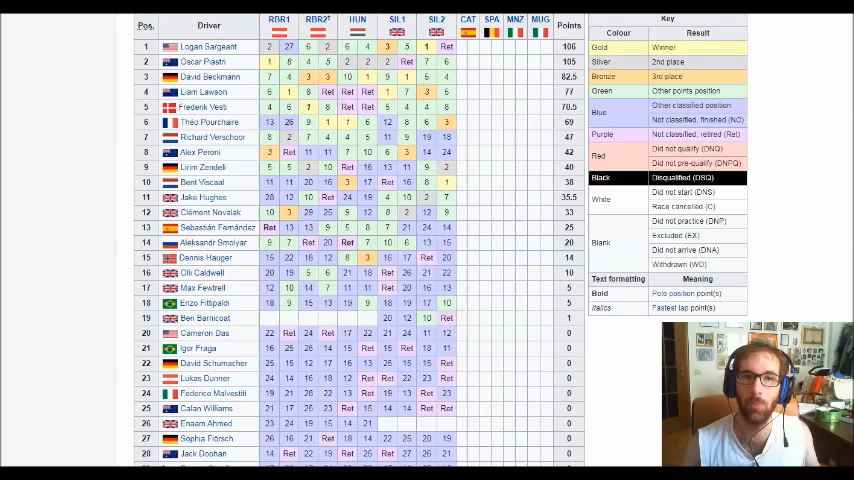 Pos. Driver RBR1 RBR2† HUN SIL1 SIL2 CAT SPA MNZ MUG Points
1 Logan Sargeant 2 27 6 2 6 4 3 5 1 Ret 106
2 Oscar Piastri 1 8 4 5 2 2 2 Ret 7 6 105
3 David Beckmann 7 4 3 3 10 1 9 1 5 4 82.5
4 Liam Lawson 6 1 8 Ret Ret Ret 1 7 3 5 77
5 Frederik Vesti 4 6 1 8 Ret Ret 5 4 4 8 70.5
6 Théo Pourchaire 13 26 9 1 1 6 12 8 6 3 69
7 Richard Verschoor 8 2 7 4 4 5 11 9 19 18 47
8 Alex Peroni 3 Ret 11 11 7 10 6 3 14 24 42
9 Lirim Zendeli 5 5 2 10 Ret 16 13 11 9 2 40
10 Bent Viscaal 11 11 20 16 3 17 Ret 16 8 1 38
11 Jake Hughes 28 12 10 Ret 24 19 4 10 2 7 35.5
12 Clément Novalak 10 3 29 25 9 12 8 2 12 9 33
13 Sebastián Fernández Ret 13 13 9 5 8 7 21 24 14 25
14 Aleksandr Smolyar 9 7 Ret 20 Ret 7 10 6 13 15 20
15 Dennis Hauger 15 22 18 12 8 3 16 17 Ret 20 14
16 Olli Caldwell 20 19 5 6 21 18 Ret 26 21 22 10
17 Max Fewtrell 12 10 14 7 11 11 Ret 18 16 13 5
18 Enzo Fittipaldi 18 9 15 13 19 9 18 19 17 10 5
19 Ben Barnicoat 20 12 10 Ret 1
20 Cameron Das 22 Ret 24 Ret 17 22 21 24 11 12 0
21 Igor Fraga 16 25 26 14 15 Ret 15 Ret 18 Ret 0
22 David Schumacher 25 15 12 17 16 13 25 15 15 Ret 0
23 Lukas Dunner 24 14 16 18 12 Ret Ret 22 23 Ret 0
24 Federico Malvestiti 19 21 28 22 13 Ret 19 13 Ret 23 0
25 Calan Williams 21 17 25 23 Ret 15 14 14 Ret Ret 0
26 Enaam Ahmed 23 24 19 15 14 21 0
27 Sophia Flörsch 26 16 21 Ret 18 14 22 25 20 19 0
28 Jack Doohan 14 Ret 22 19 Ret Ret 17 27 26 21 0
Key
Colour Result
Gold Winner
Silver 2nd place
Bronze 3rd place
Green Other points position
Blue Other classified position
Not classified, finished (NC)
Purple Not classified, retired (Ret)
Red Did not qualify (DNQ)
Did not pre-qualify (DNPQ)
Black Disqualified (DSQ)
White Did not start (DNS)
Race cancelled (C)
Blank Did not practice (DNP)
Excluded (EX)
Did not arrive (DNA)
Withdrawn (WD)
Text formatting Meaning
Bold Pole position point(s)
Italics Fastest lap point(s)